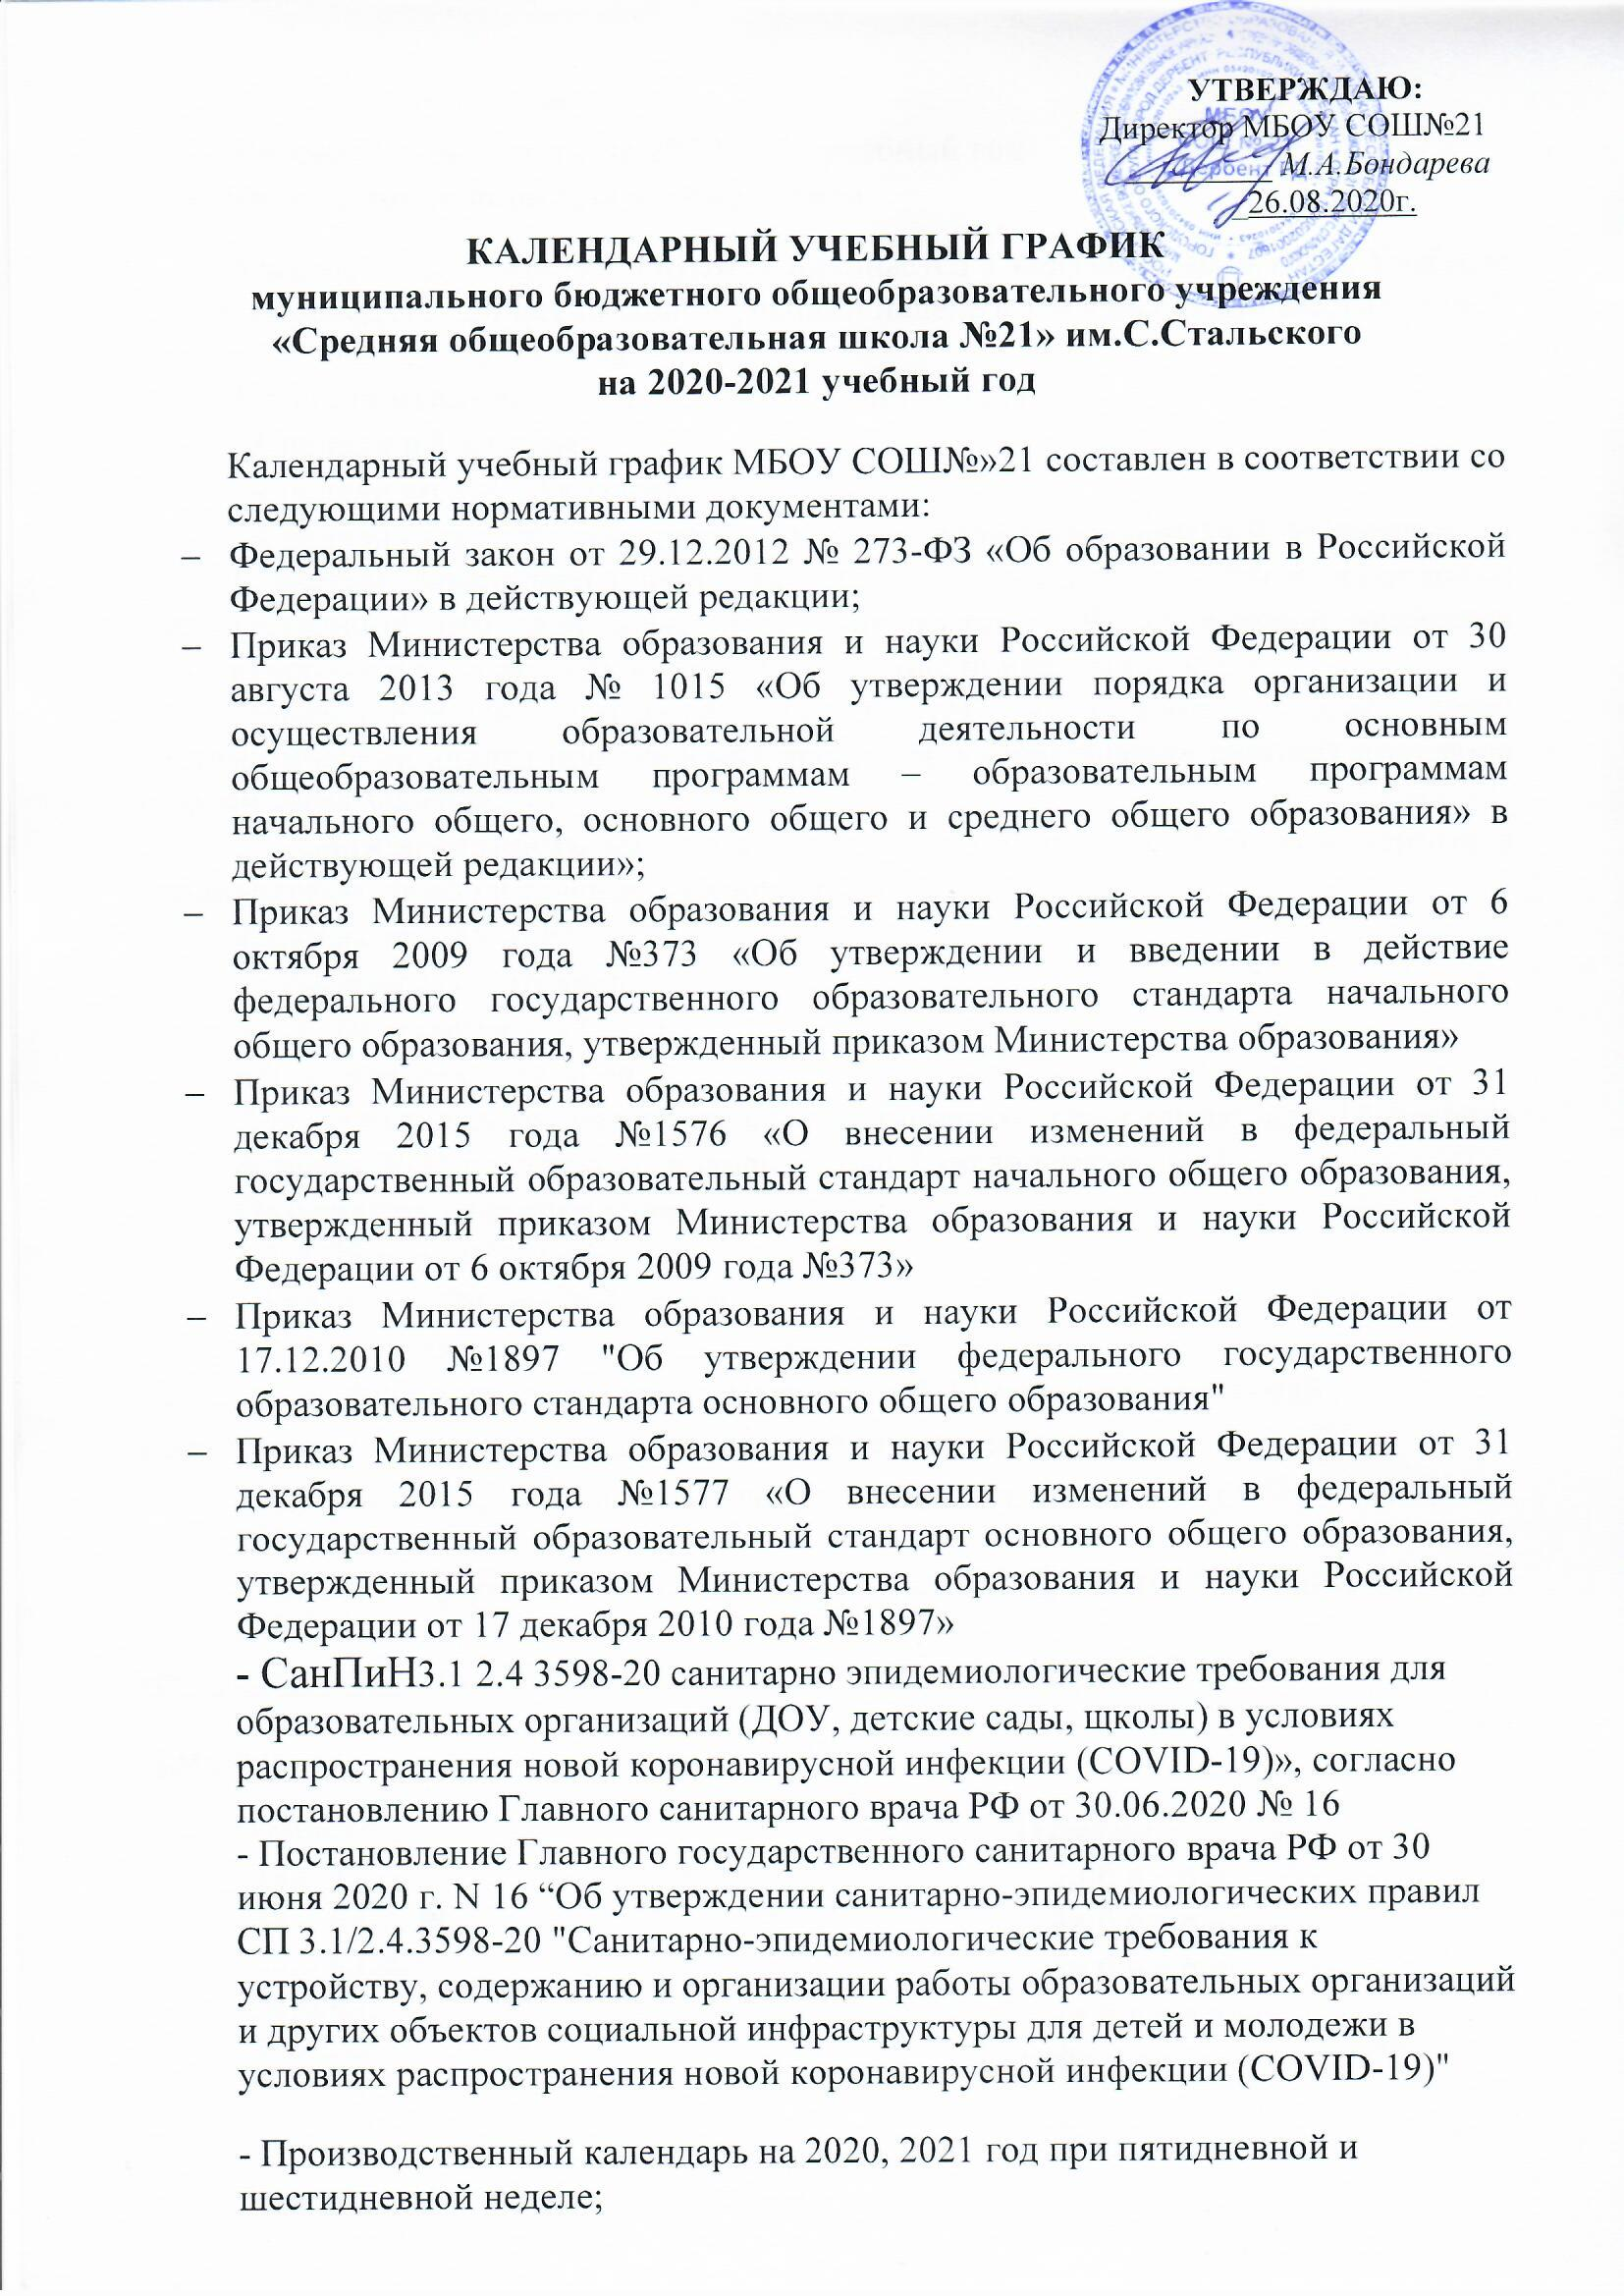 УТВЕРЖДАЮ:
Директор МБОУ СОШ№21
М.А.Бондарева
26.08.2020г.
КАЛЕНДАРНЫЙ УЧЕБНЫЙ ГРАФИК
муниципального бюджетного общеобразовательного учреждения
«Средняя общеобразовательная школа №21» им.С.Стальского
на 2020-2021 учебный год
Календарный учебный график МБОУ СОШ№»21 составлен в соответствии со
следующими нормативными документами:
– Федеральный закон от 29.12.2012 № 273-ФЗ «Об образовании в Российской
Федерации» в действующей редакции;
– Приказ Министерства образования и науки Российской Федерации от 30
августа 2013 года № 1015 «Об утверждении порядка организации и
осуществления образовательной деятельности по основным
общеобразовательным программам – образовательным программам
начального общего, основного общего и среднего общего образования» в
действующей редакции»;
– Приказ Министерства образования и науки Российской Федерации от 6
октября 2009 года №373 «Об утверждении и введении в действие
федерального государственного образовательного стандарта начального
общего образования, утвержденный приказом Министерства образования»
– Приказ Министерства образования и науки Российской Федерации от 31
декабря 2015 года №1576 «О внесении изменений в федеральный
государственный образовательный стандарт начального общего образования,
утвержденный приказом Министерства образования и науки Российской
Федерации от 6 октября 2009 года №373»
– Приказ Министерства образования и науки Российской Федерации от
17.12.2010 №1897 "Об утверждении федерального государственного
образовательного стандарта основного общего образования"
– Приказ Министерства образования и науки Российской Федерации от 31
декабря 2015 года №1577 «О внесении изменений в федеральный
государственный образовательный стандарт основного общего образования,
утвержденный приказом Министерства образования и науки Российской
Федерации от 17 декабря 2010 года №1897»
- СанПиН3.1 2.4 3598-20 санитарно эпидемиологические требования для
образовательных организаций (ДОУ, детские сады, щколы) в условиях
распространения новой коронавирусной инфекции (COVID-19)», согласно
постановлению Главного санитарного врача РФ от 30.06.2020 № 16
- Постановление Главного государственного санитарного врача РФ от 30
июня 2020 г. N 16 “Об утверждении санитарно-эпидемиологических правил
СП 3.1/2.4.3598-20 "Санитарно-эпидемиологические требования к
устройству, содержанию и организации работы образовательных организаций
и других объектов социальной инфраструктуры для детей и молодежи в
условиях распространения новой коронавирусной инфекции (COVID-19)"
- Производственный календарь на 2020, 2021 год при пятидневной и
шестидневной неделе;